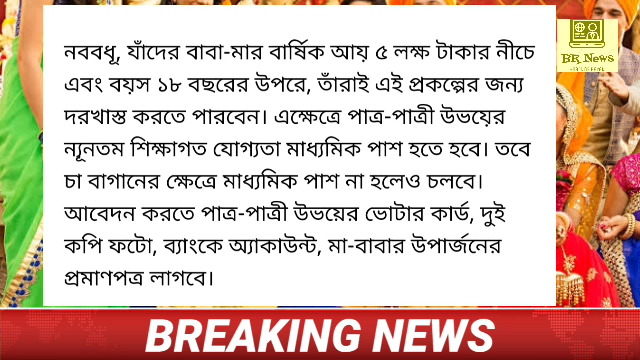 BR News
নববধূ, যাঁদের বাবা-মার বার্ষিক আয় ৫ লক্ষ টাকার নীচে
এবং বয়স ১৮ বছরের উপরে, তাঁরাই এই প্রকল্পের জন্য
দরখাস্ত করতে পারবেন। এক্ষেত্রে পাত্র-পাত্রী উভয়ের
ন্যূনতম শিক্ষাগত যোগ্যতা মাধ্যমিক পাশ হতে হবে। তবে
চা বাগানের ক্ষেত্রে মাধ্যমিক পাশ না হলেও চলবে।
আবেদন করতে পাত্র-পাত্রী উভয়ের ভোটার কার্ড, দুই
কপি ফটো, ব্যাংকে অ্যাকাউন্ট, মা-বাবার উপার্জনের
প্রমাণপত্র লাগবে।
BREAKING NEWS